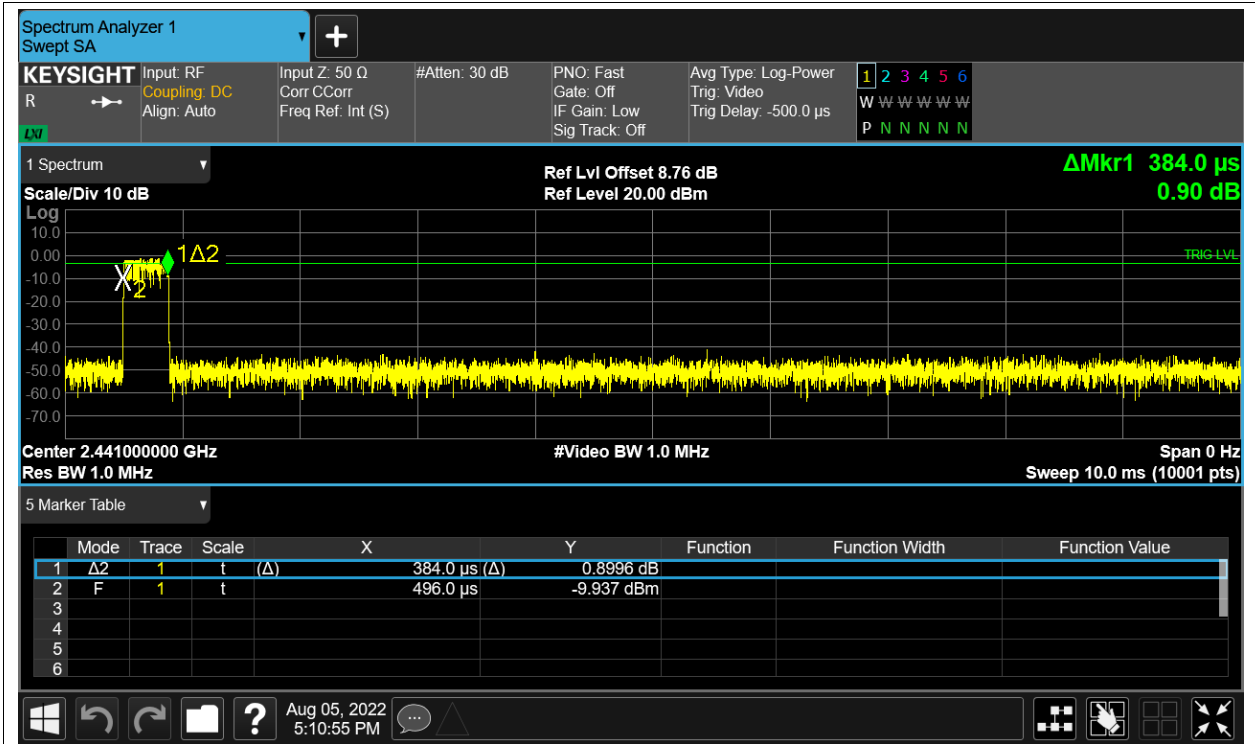 Spectrum Analyzer 1
Swept SA
KEYSIGHT Input: RF Input Z: 50 Ω #Atten: 30 dB PNO: Fast Avg Type: Log-Power 1 2 3 4 5 6
R Coupling: DC Corr CCorr Gate: Off Trig: Video W W W W W W
Align: Auto Freq Ref: Int (S) IF Gain: Low Trig Delay: -500.0 µs
LXI Sig Track: Off P N N N N N
1 Spectrum Ref Lvl Offset 8.76 dB ΔMkr1 384.0 µs
Scale/Div 10 dB Ref Level 20.00 dBm 0.90 dB
Log
10.0
0.00 1Δ2 TRIG LVL
-10.0 X2
-20.0
-30.0
-40.0
-50.0
-60.0
-70.0
Center 2.441000000 GHz #Video BW 1.0 MHz Span 0 Hz
Res BW 1.0 MHz Sweep 10.0 ms (10001 pts)
5 Marker Table
Mode Trace Scale X Y Function Function Width Function Value
1 Δ2 1 t (Δ) 384.0 µs (Δ) 0.8996 dB
2 F 1 t 496.0 µs -9.937 dBm
3
4
5
6
? Aug 05, 2022
5:10:55 PM